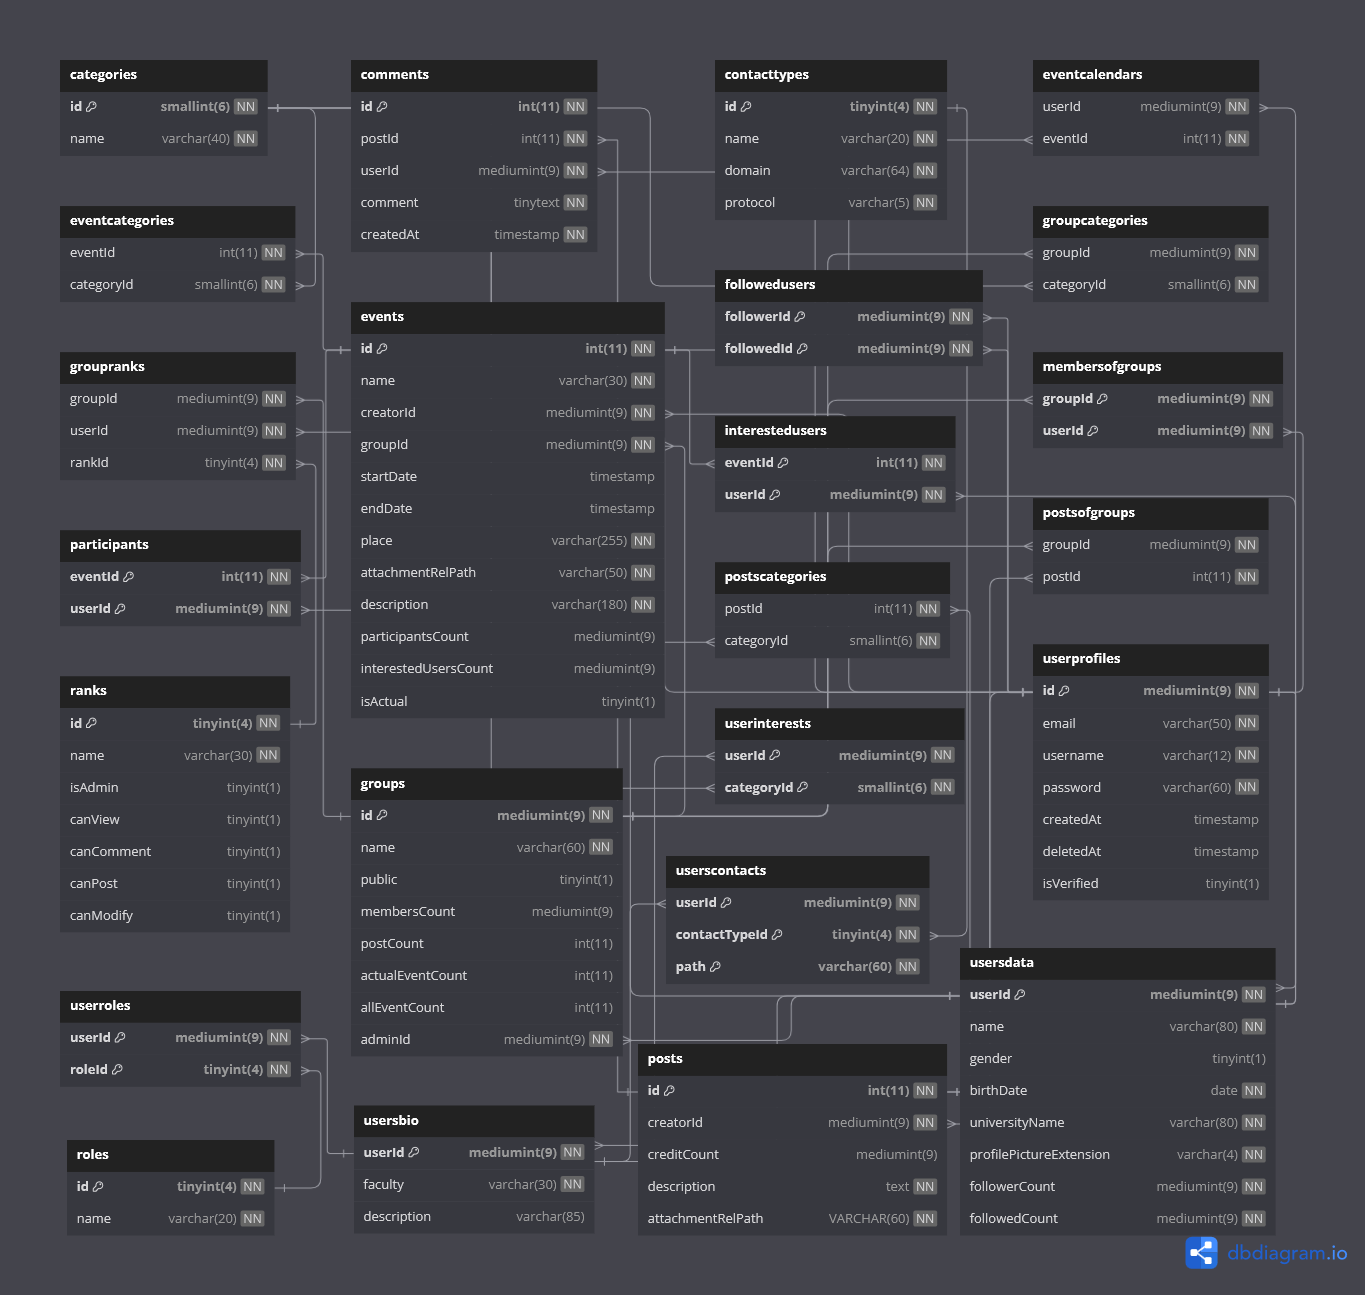 categories
id smallint(6) NN
name varchar(40) NN
eventcategories
eventId int(11) NN
categoryId smallint(6) NN
groupranks
groupId mediumint(9) NN
userId mediumint(9) NN
rankId tinyint(4) NN
participants
eventId int(11) NN
userId mediumint(9) NN
ranks
id tinyint(4) NN
name varchar(30) NN
isAdmin tinyint(1)
canView tinyint(1)
canComment tinyint(1)
canPost tinyint(1)
canModify tinyint(1)
userroles
userId mediumint(9) NN
roleId tinyint(4) NN
roles
id tinyint(4) NN
name varchar(20) NN
comments
id int(11) NN
postId int(11) NN
userId mediumint(9) NN
comment tinytext NN
createdAt timestamp NN
events
id int(11) NN
name varchar(30) NN
creatorId mediumint(9) NN
groupId mediumint(9) NN
startDate timestamp
endDate timestamp
place varchar(255) NN
attachmentRelPath varchar(50) NN
description varchar(180) NN
participantsCount mediumint(9)
interestedUsersCount mediumint(9)
isActual tinyint(1)
groups
id mediumint(9) NN
name varchar(60) NN
public tinyint(1)
membersCount mediumint(9)
postCount int(11)
actualEventCount int(11)
allEventCount int(11)
adminId mediumint(9) NN
usersbio
userId mediumint(9) NN
faculty varchar(30) NN
description varchar(85)
contacttypes
id tinyint(4) NN
name varchar(20) NN
domain varchar(64) NN
protocol varchar(5) NN
followedusers
followerId mediumint(9) NN
followedId mediumint(9) NN
interestedusers
eventId int(11) NN
userId mediumint(9) NN
postscategories
postId int(11) NN
categoryId smallint(6) NN
userinterests
userId mediumint(9) NN
categoryId smallint(6) NN
userscontacts
userId mediumint(9) NN
contactTypeId tinyint(4) NN
path varchar(60) NN
posts
id int(11) NN
creatorId mediumint(9) NN
creditCount mediumint(9)
description text NN
attachmentRelPath VARCHAR(60) NN
eventcalendars
userId mediumint(9) NN
eventId int(11) NN
groupcategories
groupId mediumint(9) NN
categoryId smallint(6) NN
membersofgroups
groupId mediumint(9) NN
userId mediumint(9) NN
postsofgroups
groupId mediumint(9) NN
postId int(11) NN
userprofiles
id mediumint(9) NN
email varchar(50) NN
username varchar(12) NN
password varchar(60) NN
createdAt timestamp
deletedAt timestamp
isVerified tinyint(1)
usersdata
userId mediumint(9) NN
name varchar(80) NN
gender tinyint(1)
birthDate date NN
universityName varchar(80) NN
profilePictureExtension varchar(4) NN
followerCount mediumint(9) NN
followedCount mediumint(9) NN
dbdiagram.io